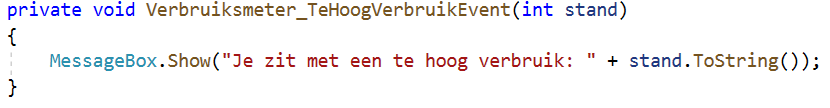 private void Verbruiksmeter_TeHoogVerbruikEvent(int stand)
{
    MessageBox.Show("Je zit met een te hoog verbruik: " + stand.ToString());
}